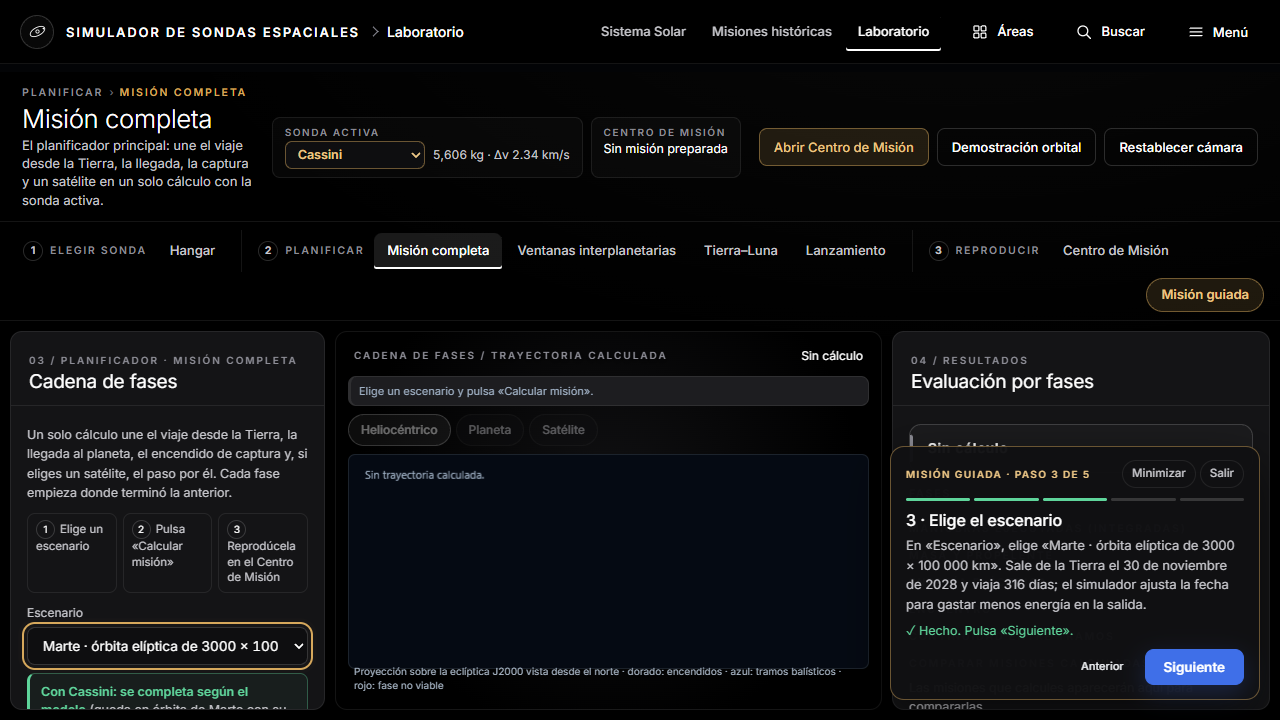 SIMULADOR DE SONDAS ESPACIALES
Laboratorio
Sistema Solar
Misiones históricas
Laboratorio
Áreas
Buscar
Menú
PLANIFICAR › MISIÓN COMPLETA
Misión completa
El planificador principal: une el viaje
desde la Tierra, la llegada, la captura
y un satélite en un solo cálculo con la
sonda activa.
SONDA ACTIVA
Cassini
5,606 kg · Δv 2.34 km/s
CENTRO DE MISIÓN
Sin misión preparada
Abrir Centro de Misión
Demostración orbital
Restablecer cámara
1 ELEGIR SONDA
Hangar
2 PLANIFICAR
Misión completa
Ventanas interplanetarias
Tierra–Luna
Lanzamiento
3 REPRODUCIR
Centro de Misión
Misión guiada
03 / PLANIFICADOR · MISIÓN COMPLETA
Cadena de fases
Un solo cálculo une el viaje desde la Tierra, la
llegada al planeta, el encendido de captura y, si
eliges un satélite, el paso por él. Cada fase
empieza donde terminó la anterior.
1 Elige un
escenario
2 Pulsa
«Calcular
misión»
3
Reprodúcela
en el Centro
de Misión
Escenario
Marte · órbita elíptica de 3000 × 100
Con Cassini: se completa según el
CADENA DE FASES / TRAYECTORIA CALCULADA
Sin cálculo
Elige un escenario y pulsa «Calcular misión».
Heliocéntrico
Planeta
Satélite
Sin trayectoria calculada.
Proyección sobre la eclíptica J2000 vista desde el norte · dorado: encendidos · azul: tramos balísticos ·
rojo: fase no viable
04 / RESULTADOS
Evaluación por fases
Sin cálculo
MISIÓN GUIADA · PASO 3 DE 5
Minimizar
Salir
3 · Elige el escenario
En «Escenario», elige «Marte · órbita elíptica de 3000
× 100 000 km». Sale de la Tierra el 30 de noviembre
de 2028 y viaja 316 días; el simulador ajusta la fecha
para gastar menos energía en la salida.
✓ Hecho. Pulsa «Siguiente».
Anterior
Siguiente
compararlas.